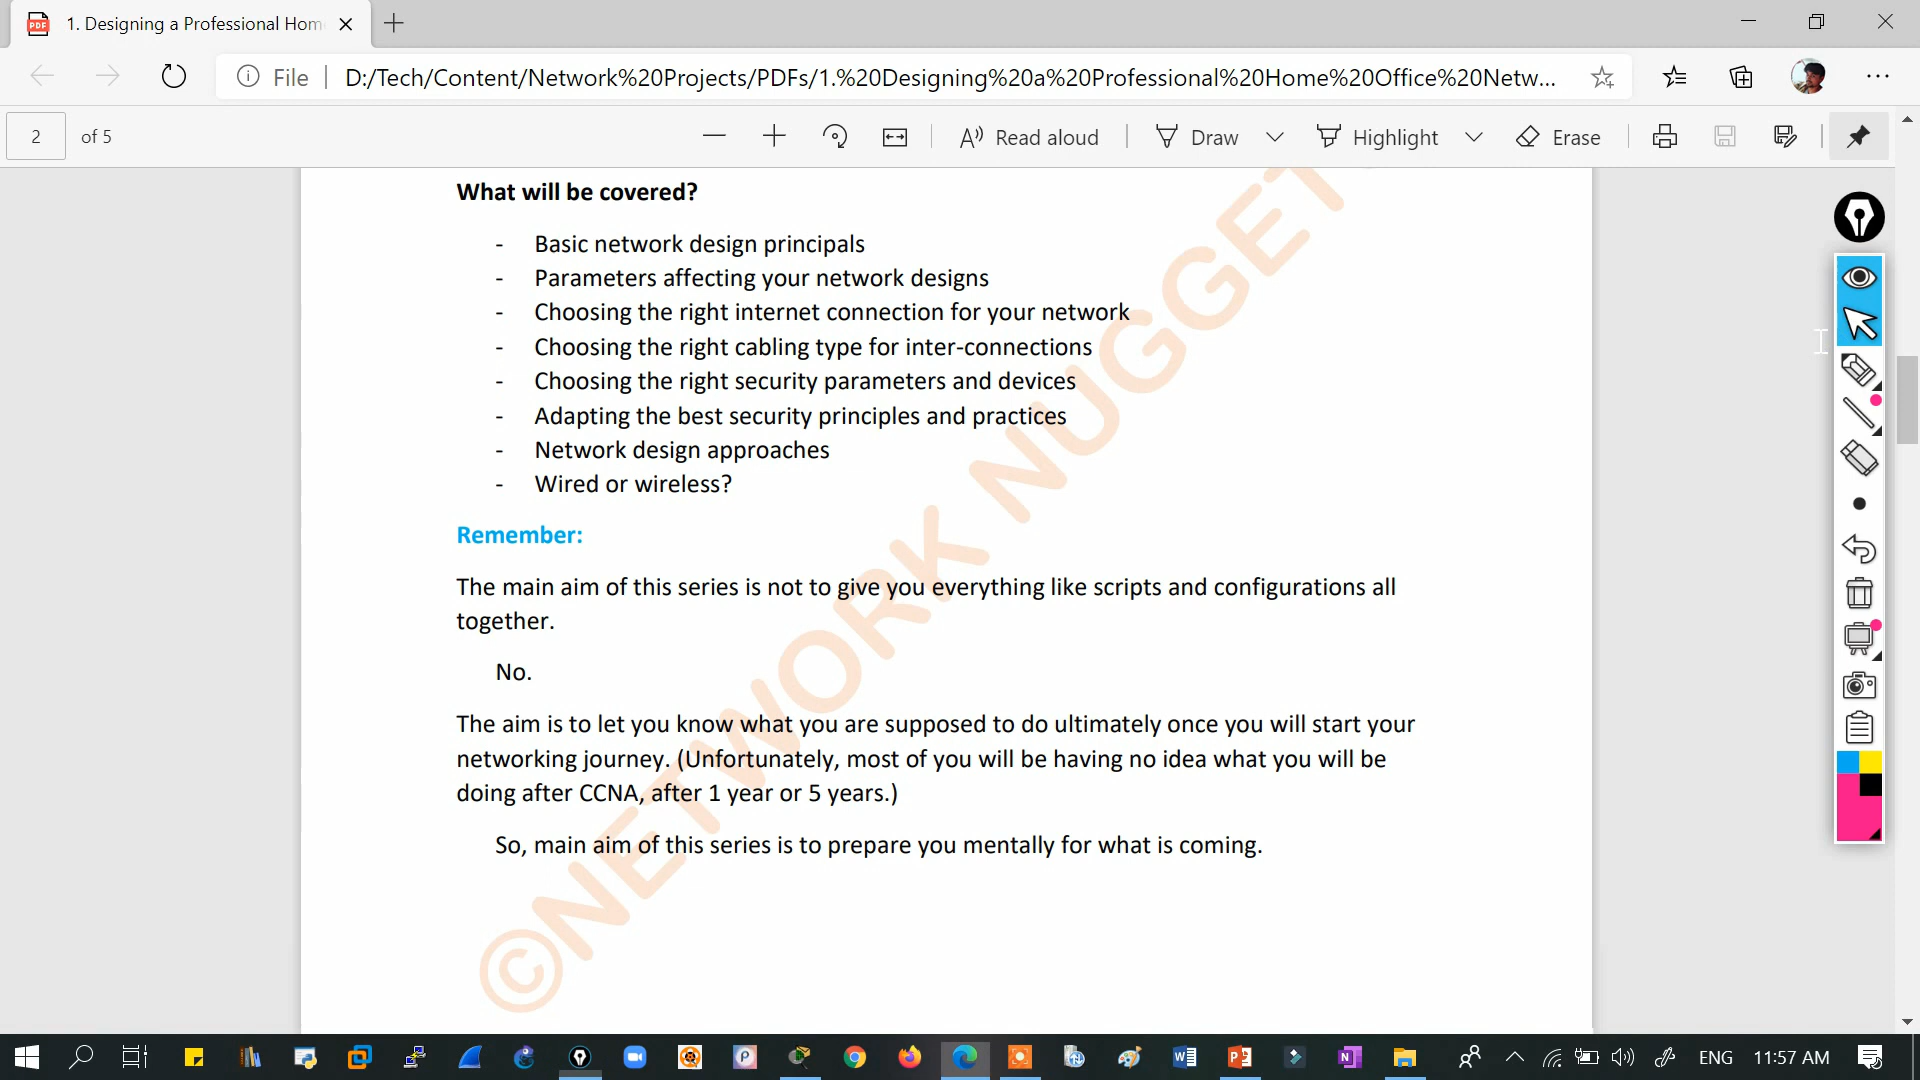 1. Designing a Professional Hom
File
D:/Tech/Content/Network%20Projects/PDFs/1.%20Designing%20a%20Professional%20Home%20Office%20Netw...
2 of 5
Read aloud
Draw
Highlight
Erase
What will be covered?
- Basic network design principals
- Parameters affecting your network designs
- Choosing the right internet connection for your network
- Choosing the right cabling type for inter-connections
- Choosing the right security parameters and devices
- Adapting the best security principles and practices
- Network design approaches
- Wired or wireless?
Remember:
The main aim of this series is not to give you everything like scripts and configurations all
together.
No.
The aim is to let you know what you are supposed to do ultimately once you will start your
networking journey. (Unfortunately, most of you will be having no idea what you will be
doing after CCNA, after 1 year or 5 years.)
So, main aim of this series is to prepare you mentally for what is coming.
©NETWORK NUGGET
ENG 11:57 AM